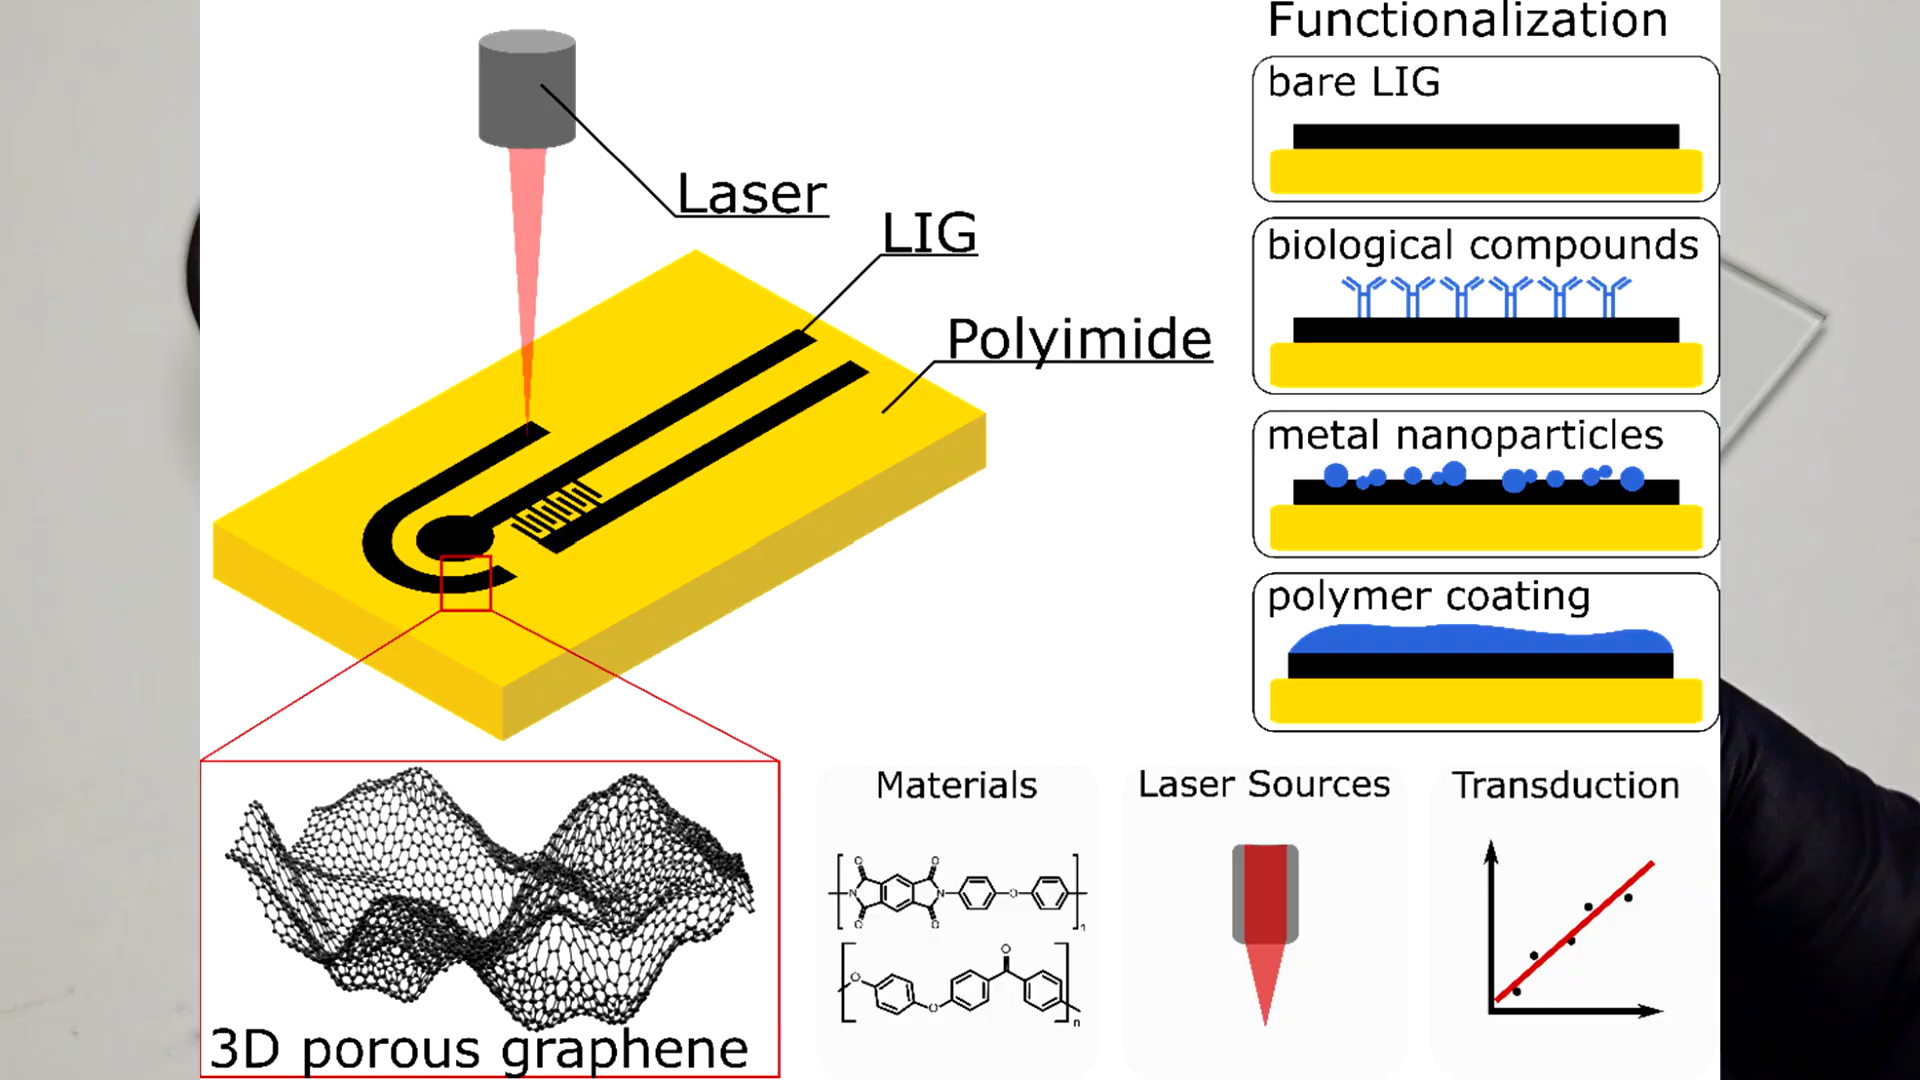 Functionalization
bare LIG
Laser
LIG
biological compounds
Polyimide
metal nanoparticles
polymer coating
3D porous graphene
Materials
Laser Sources
Transduction
O O
N N O
O O
n
O
O
O
n